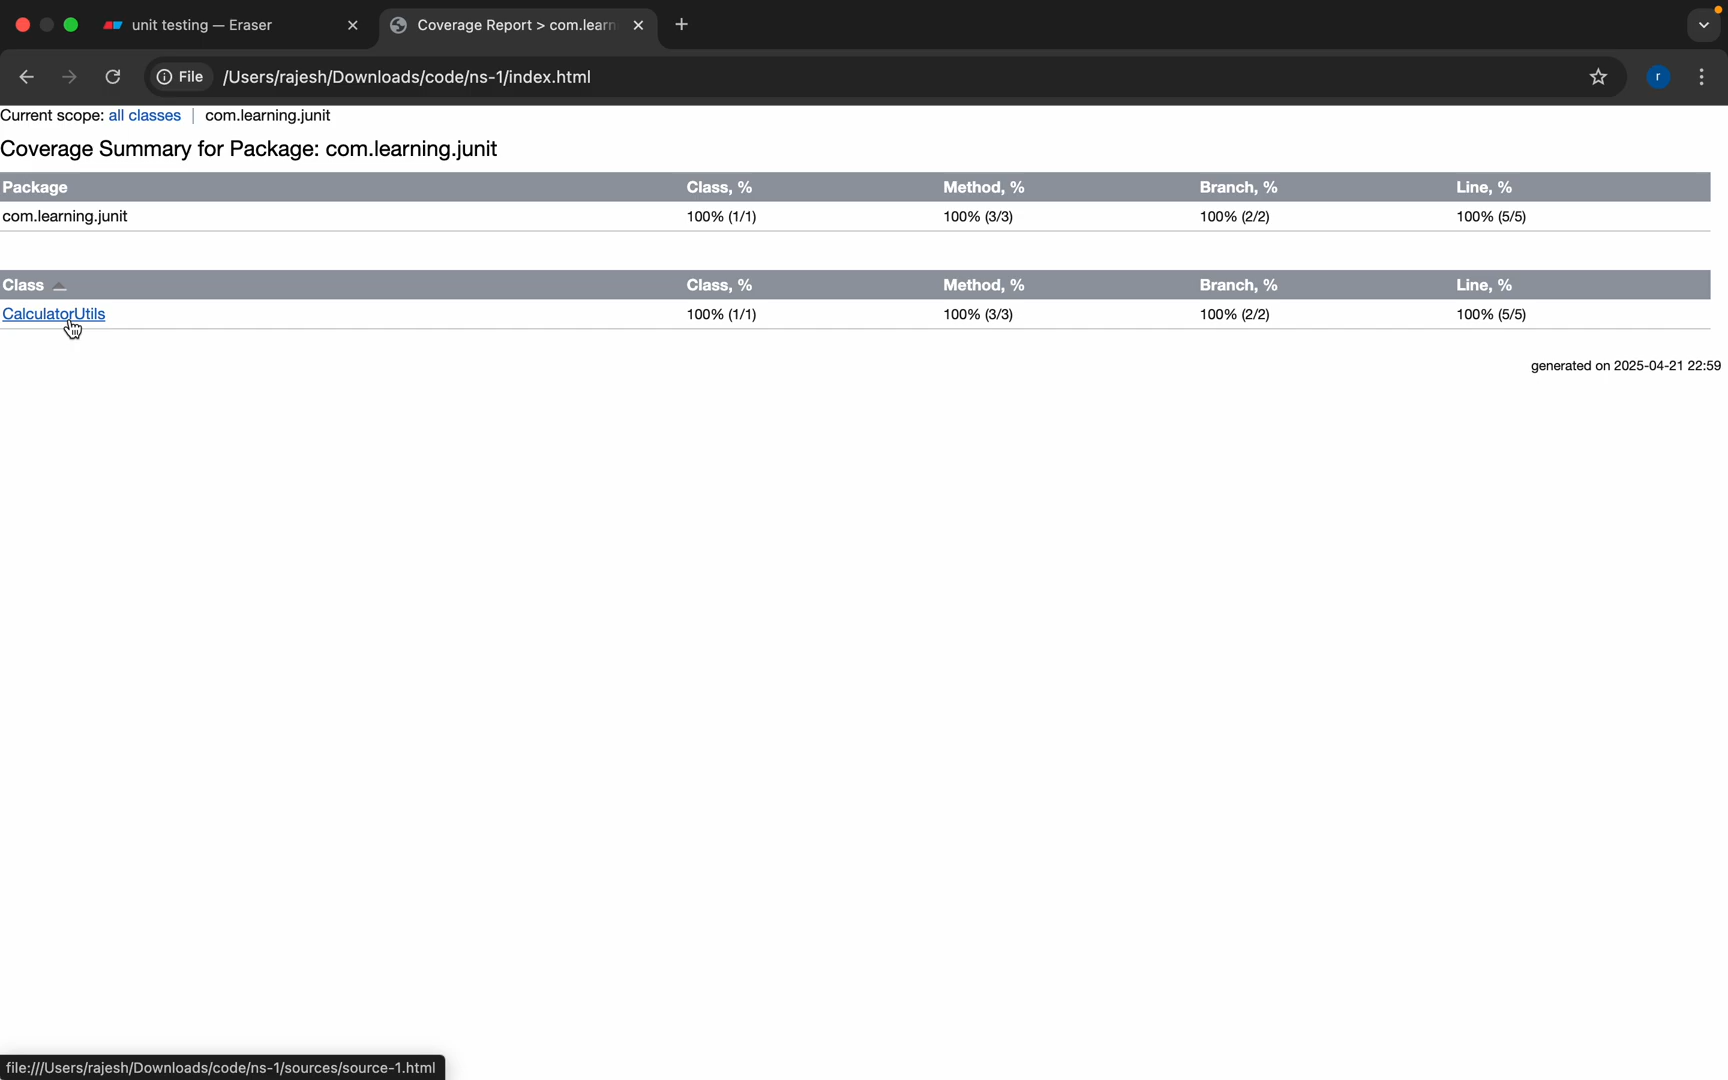 unit testing — Eraser
Coverage Report > com.learn
File /Users/rajesh/Downloads/code/ns-1/index.html
r
Current scope: all classes | com.learning.junit
Coverage Summary for Package: com.learning.junit
Package Class, % Method, % Branch, % Line, %
com.learning.junit 100% (1/1) 100% (3/3) 100% (2/2) 100% (5/5)
Class Class, % Method, % Branch, % Line, %
CalculatorUtils 100% (1/1) 100% (3/3) 100% (2/2) 100% (5/5)
generated on 2025-04-21 22:59
file:///Users/rajesh/Downloads/code/ns-1/sources/source-1.html